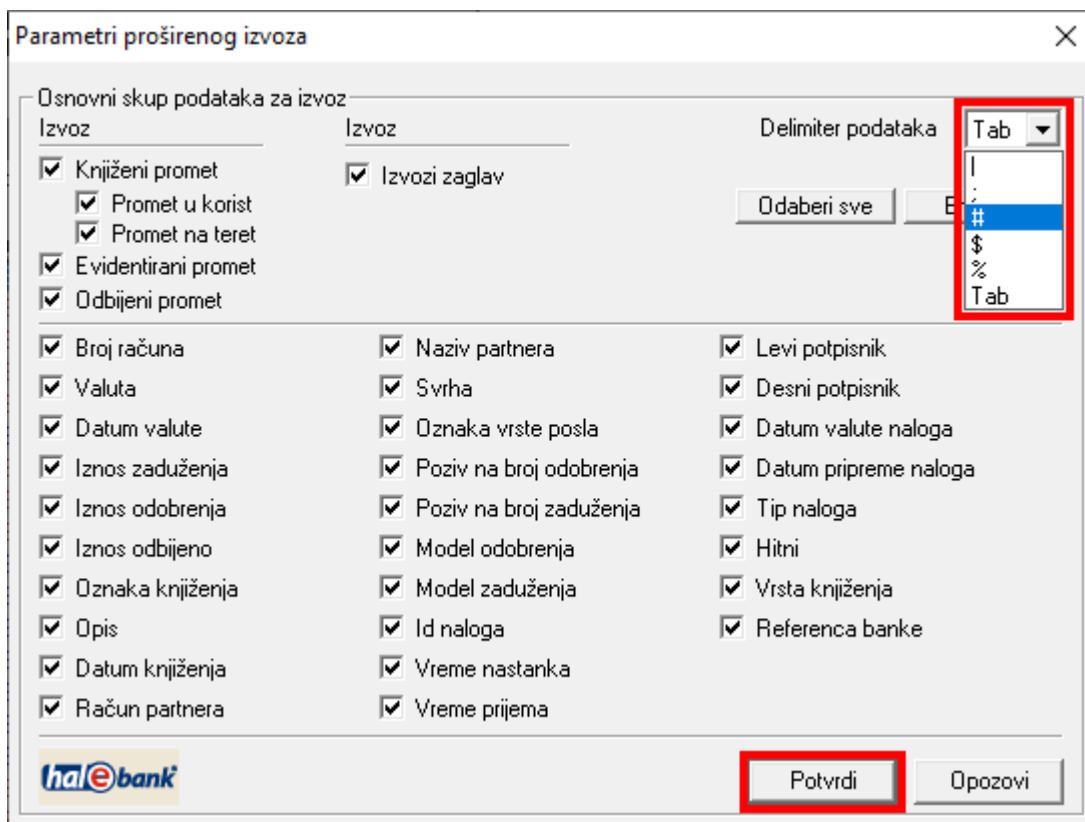 Parametri proširenog izvoza
Osnovni skup podataka za izvoz
Izvoz
Izvoz
Delimiter podataka
Tab
Knjiženi promet
Izvozi zaglav
|
;
#
$
%
Tab
Promet u korist
Odaberi sve
Promet na teret
Evidentirani promet
Odbijeni promet
Broj računa
Naziv partnera
Levi potpisnik
Valuta
Svrha
Desni potpisnik
Datum valute
Oznaka vrste posla
Datum valute naloga
Iznos zaduženja
Poziv na broj odobrenja
Datum pripreme naloga
Iznos odobrenja
Poziv na broj zaduženja
Tip naloga
Iznos odbijeno
Model odobrenja
Hitni
Oznaka knjiženja
Model zaduženja
Vrsta knjiženja
Opis
Id naloga
Referenca banke
Datum knjiženja
Vreme nastanka
Račun partnera
Vreme prijema
halebank
Potvrdi
Opozovi